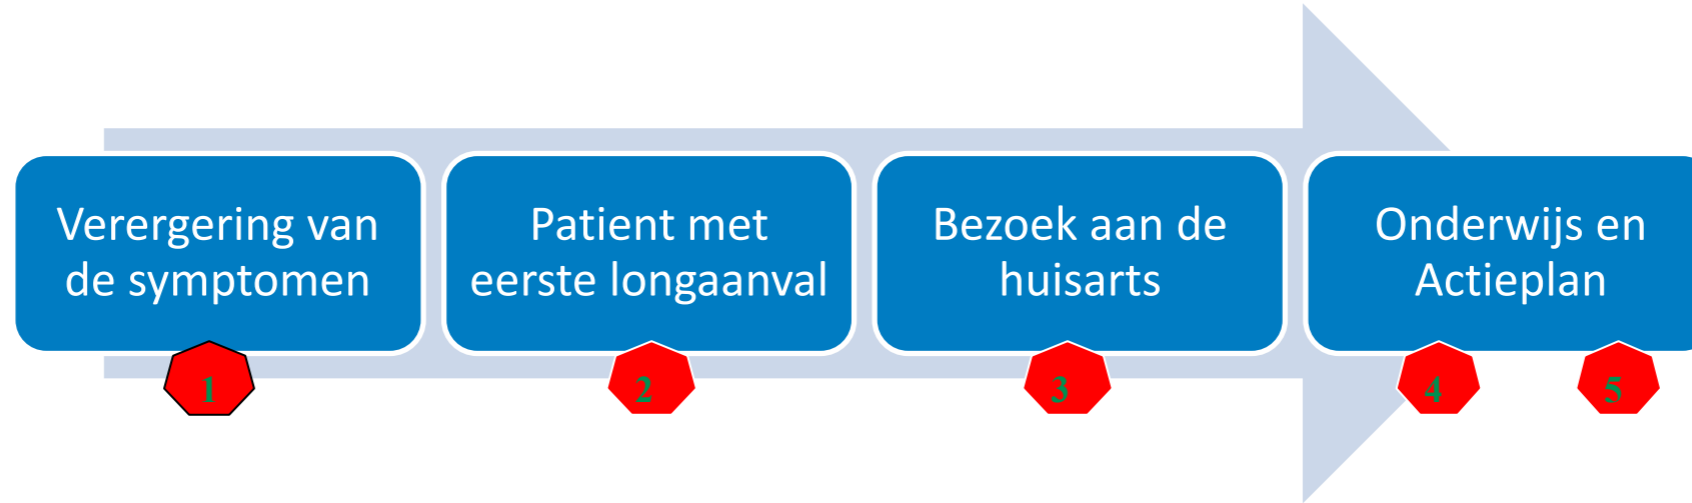 Verergering van
de symptomen
Patient met
eerste longaanval
Bezoek aan de
huisarts
Onderwijs en
Actieplan
1
2
3
4
5